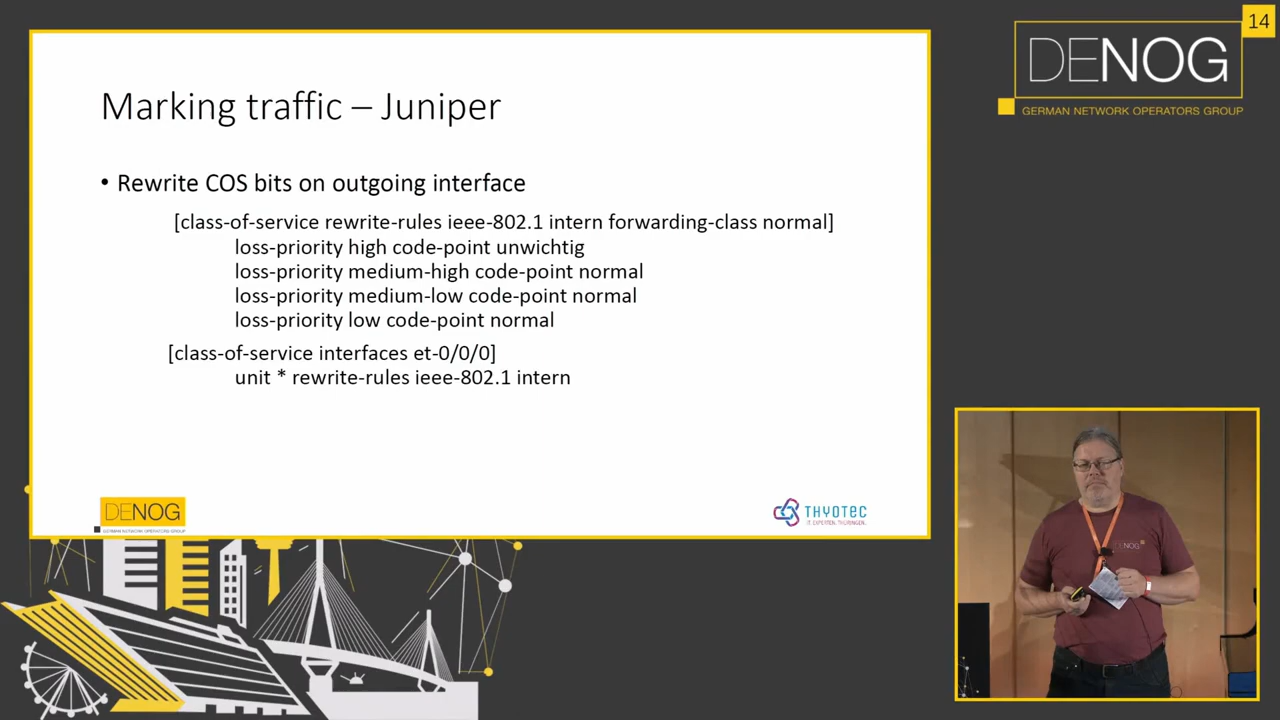 14
DENOG
GERMAN NETWORK OPERATORS GROUP
Marking traffic – Juniper
• Rewrite COS bits on outgoing interface
[class-of-service rewrite-rules ieee-802.1 intern forwarding-class normal]
loss-priority high code-point unwichtig
loss-priority medium-high code-point normal
loss-priority medium-low code-point normal
loss-priority low code-point normal
[class-of-service interfaces et-0/0/0]
unit * rewrite-rules ieee-802.1 intern
DENOG
GERMAN NETWORK OPERATORS GROUP
THYOTEC
IT. EXPERTEN. THÜRINGEN.
DENOG